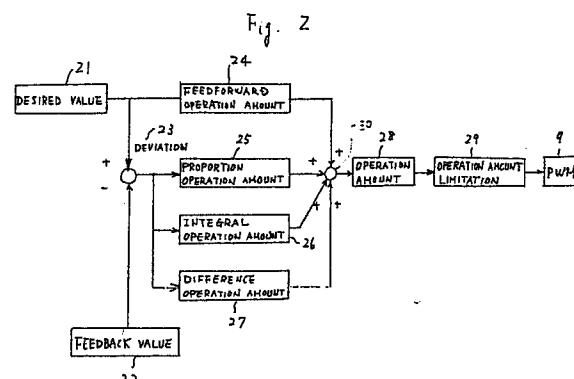 Fig. 2
21
DESIRED VALUE
24
FEEDFORWARD
OPERATION AMOUNT
23
DEVIATION
+
-
25
PROPORTION
OPERATION AMOUNT
INTEGRAL
OPERATION AMOUNT
26
DIFFERENCE
OPERATION AMOUNT
27
+
+
+
+
30
28
OPERATION
AMOUNT
29
OPERATION AMOUNT
LIMITATION
9
PWM
FEEDBACK VALUE